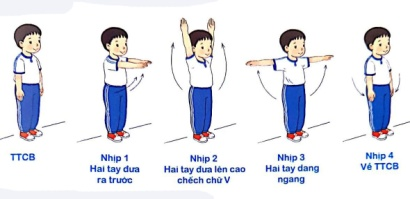 TTCB
Nhịp 1
Hai tay đưa
ra trước
Nhịp 2
Hai tay đưa lên cao
chếch chữ V
Nhịp 3
Hai tay dang
ngang
Nhịp 4
Về TTCB